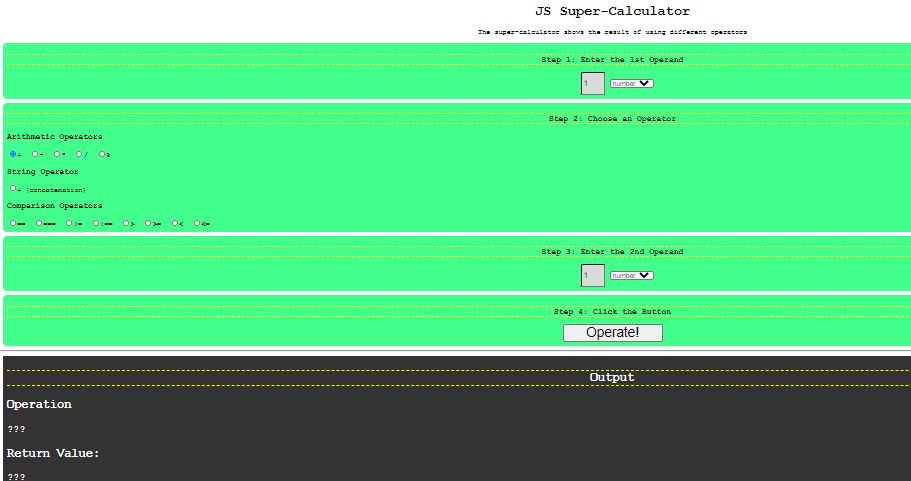 JS Super-Calculator
The super-calculator shows the result of using different operators
Step 1: Enter the 1st Operand
1 number
Step 2: Choose an Operator
Arithmetic Operators
+ - * / %
String Operator
+ (concatenation)
Comparison Operators
== === != !== > >= < <=
Step 3: Enter the 2nd Operand
1 number
Step 4: Click the Button
Operate!
Output
Operation
???
Return Value:
???